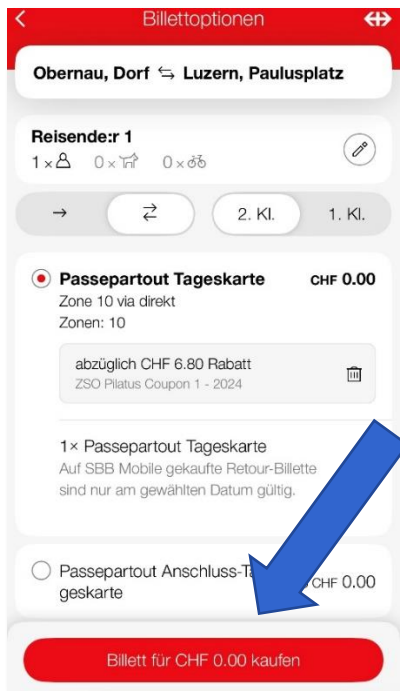 Billettoptionen
Obernau, Dorf ⇆ Luzern, Paulusplatz
Reisende:r 1
1× 0× 0×
→ ⇄ 2. Kl. 1. Kl.
Passepartout Tageskarte CHF 0.00
Zone 10 via direkt
Zonen: 10
abzüglich CHF 6.80 Rabatt
ZSO Pilatus Coupon 1 - 2024
1× Passepartout Tageskarte
Auf SBB Mobile gekaufte Retour-Billette
sind nur am gewählten Datum gültig.
Passepartout Anschluss- CHF 0.00
geskarte
Billett für CHF 0.00 kaufen